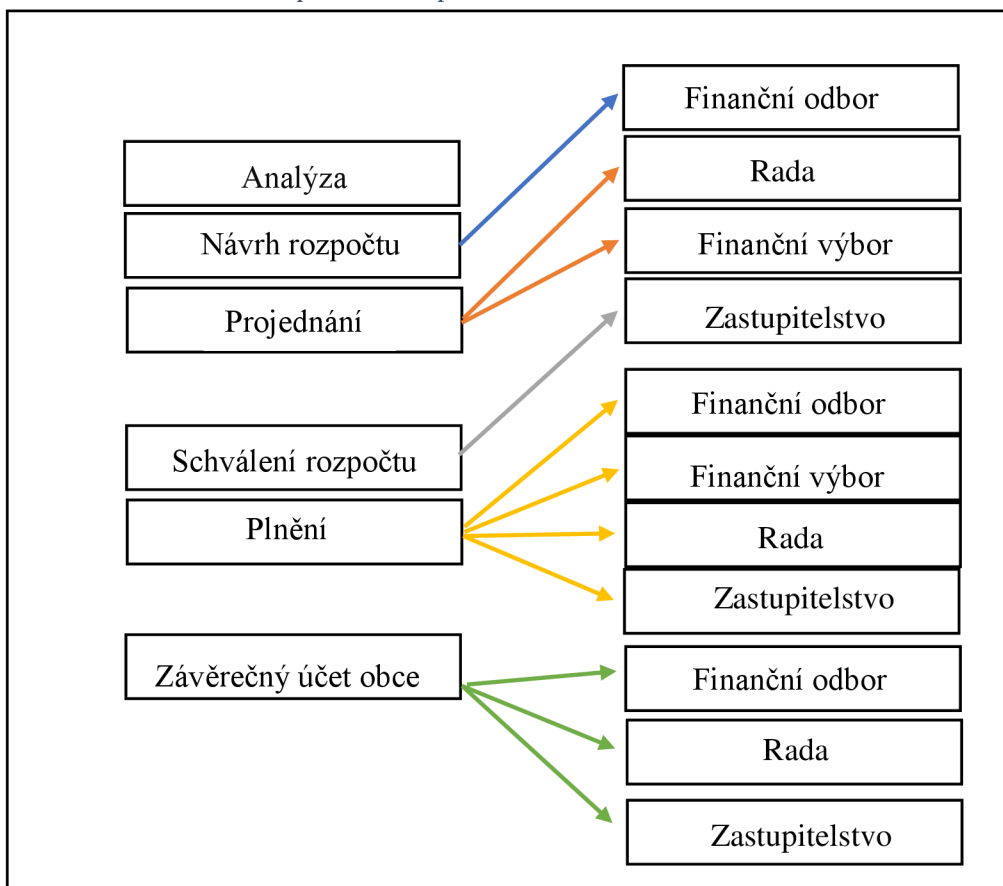 Analýza
Návrh rozpočtu
Projednání
Schválení rozpočtu
Plnění
Závěrečný účet obce
Finanční odbor
Rada
Finanční výbor
Zastupitelstvo
Finanční odbor
Finanční výbor
Rada
Zastupitelstvo
Finanční odbor
Rada
Zastupitelstvo